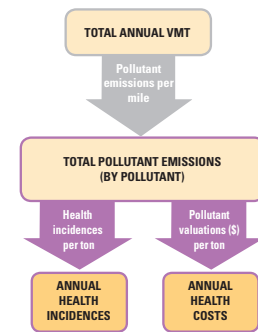 TOTAL ANNUAL VMT
Pollutant
emissions per
mile
TOTAL POLLUTANT EMISSIONS
(BY POLLUTANT)
Health
incidences
per ton
Pollutant
valuations ($)
per ton
ANNUAL
HEALTH
INCIDENCES
ANNUAL
HEALTH
COSTS